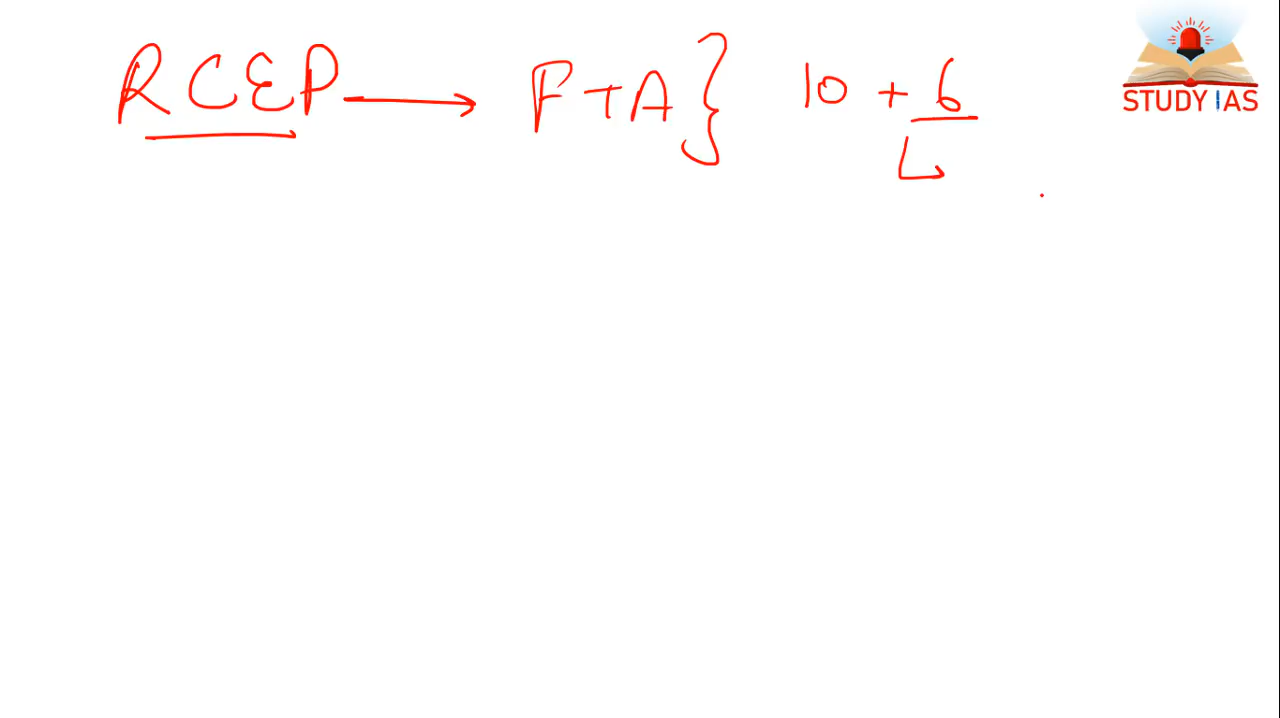 RCEP → FTA } 10 + 6
STUDY IAS